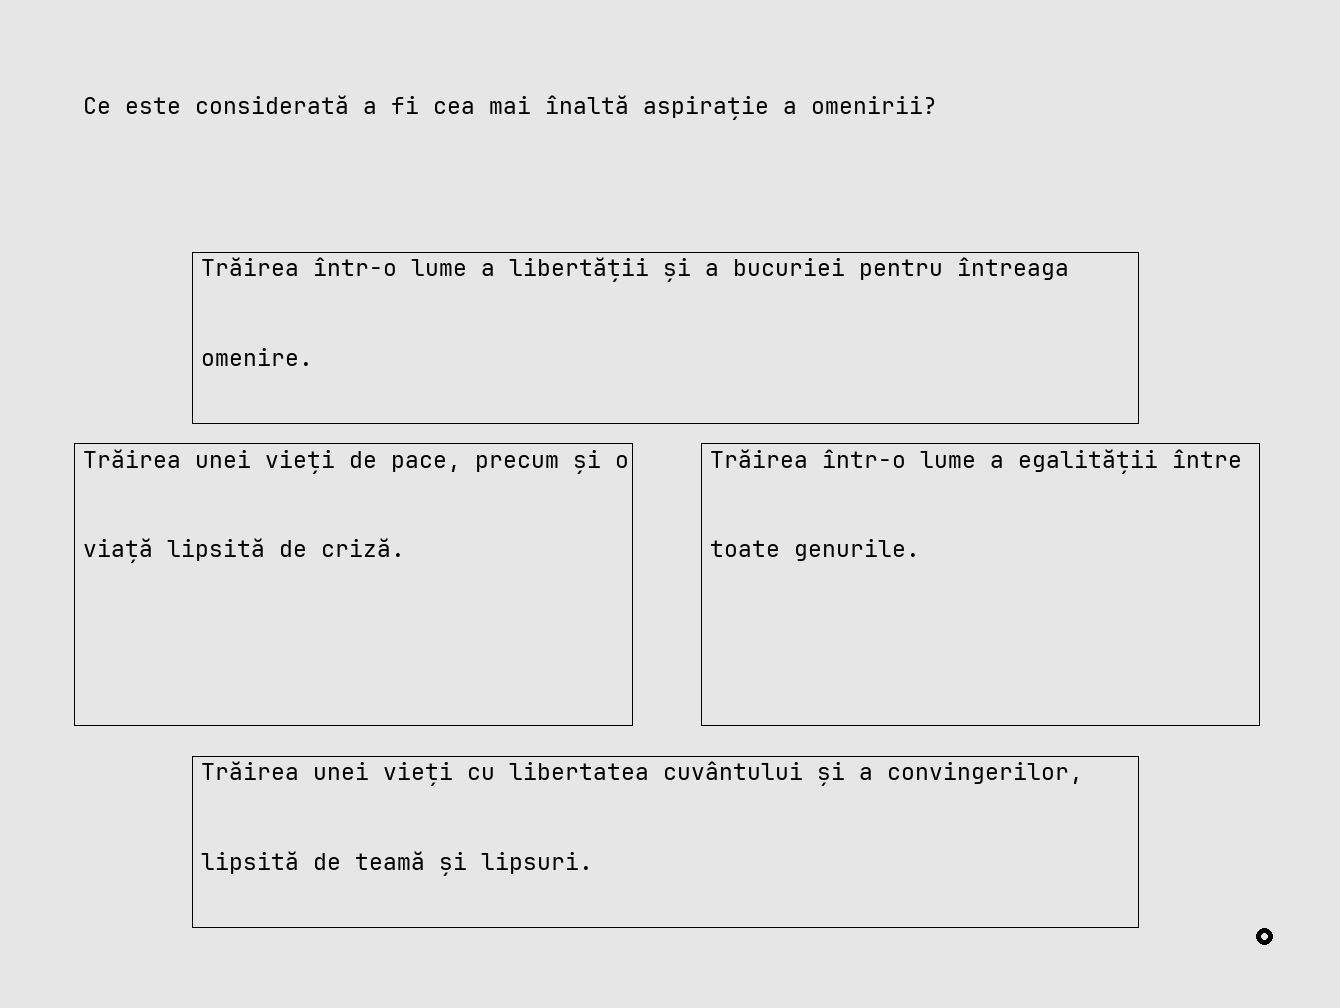 Ce este considerată a fi cea mai înaltă aspirație a omenirii?
Trăirea într-o lume a libertății și a bucuriei pentru întreaga
omenire.
Trăirea unei vieți de pace, precum și o
viață lipsită de criză.
Trăirea într-o lume a egalității între
toate genurile.
Trăirea unei vieți cu libertatea cuvântului și a convingerilor,
lipsită de teamă și lipsuri.